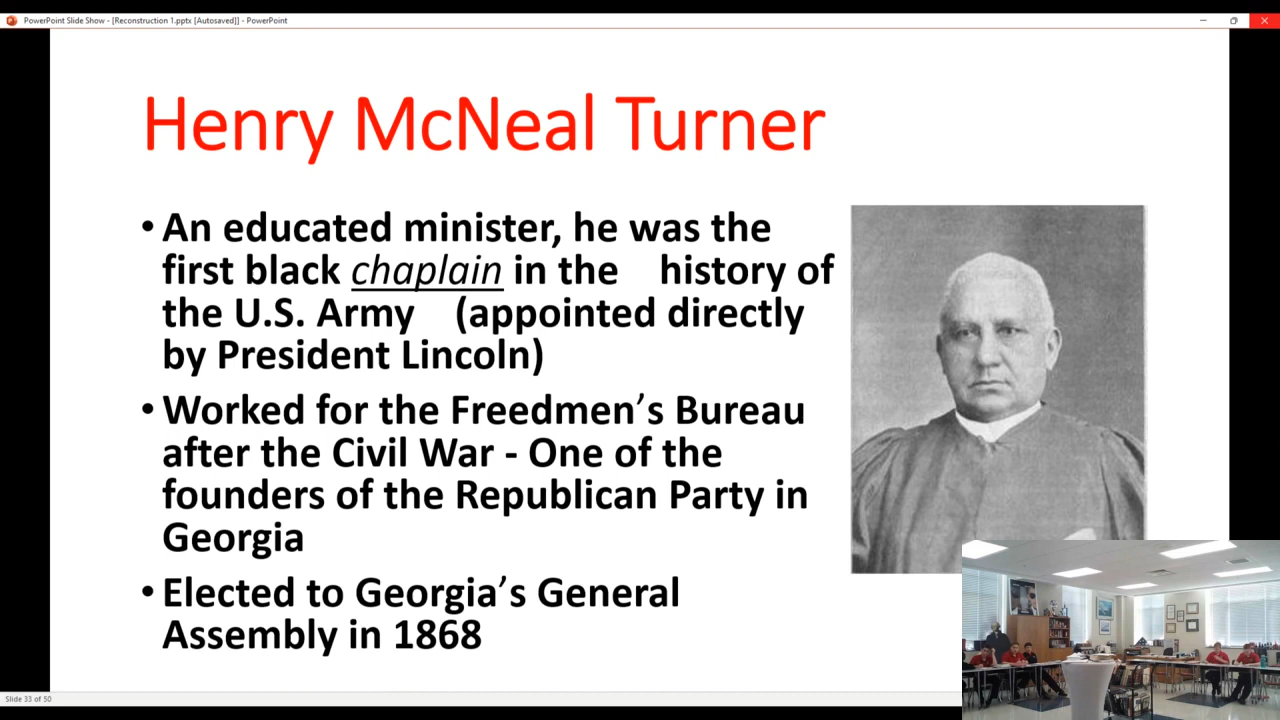 PowerPoint Slide Show - [Reconstruction 1.pptx [Autosaved]] - PowerPoint
Henry McNeal Turner
• An educated minister, he was the
first black chaplain in the history of
the U.S. Army (appointed directly
by President Lincoln)
• Worked for the Freedmen’s Bureau
after the Civil War - One of the
founders of the Republican Party in
Georgia
• Elected to Georgia’s General
Assembly in 1868
Slide 33 of 50